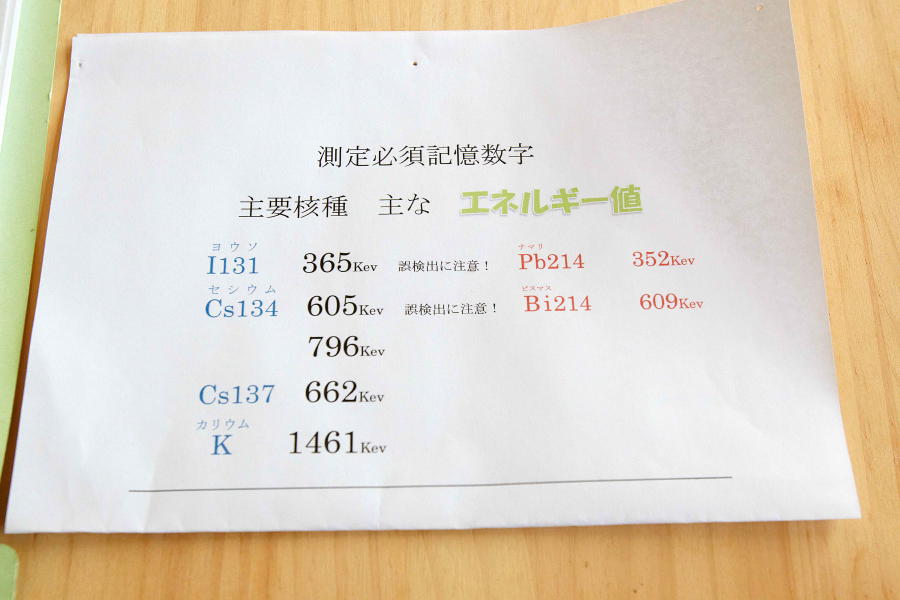 測定必須記憶数字
主要核種 主な エネルギー値
ヨウソ ナマリ
I131 365Kev 誤検出に注意! Pb214 352Kev
セシウム ビスマス
Cs134 605Kev 誤検出に注意! Bi214 609Kev
796Kev
Cs137 662Kev
カリウム
K 1461Kev